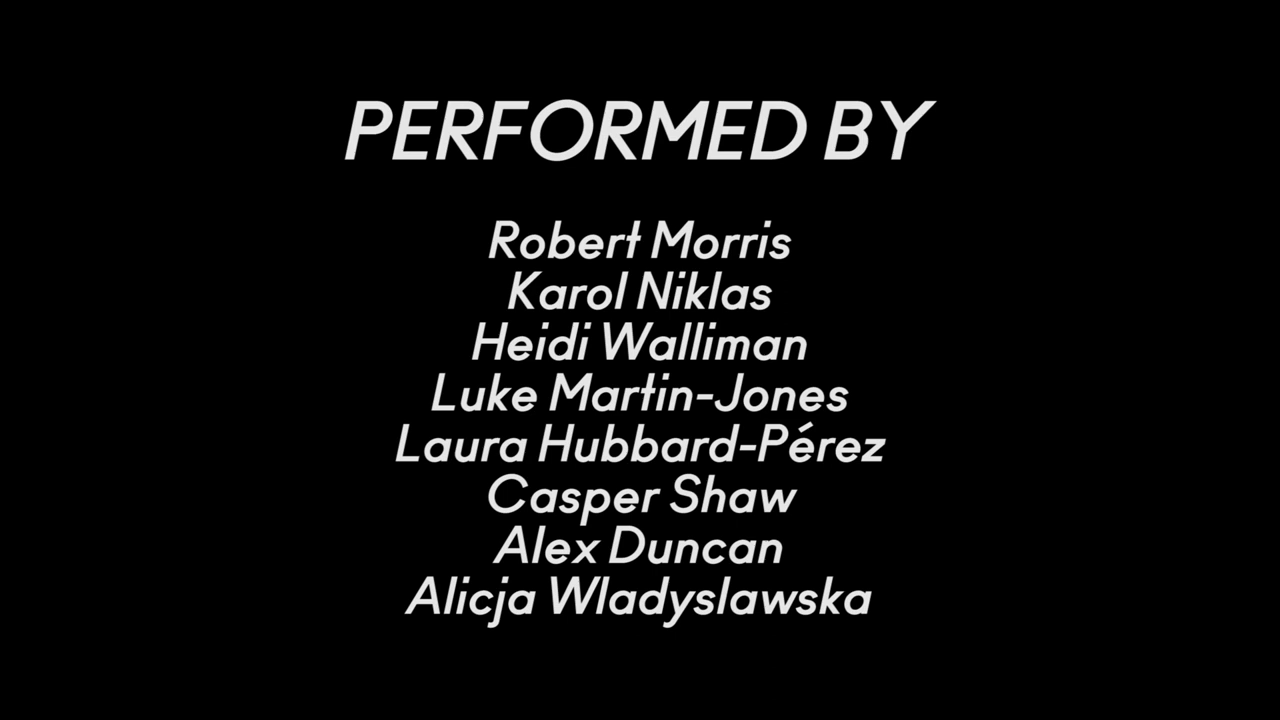 PERFORMED BY
Robert Morris
Karol Niklas
Heidi Walliman
Luke Martin-Jones
Laura Hubbard-Pérez
Casper Shaw
Alex Duncan
Alicja Wladyslawska